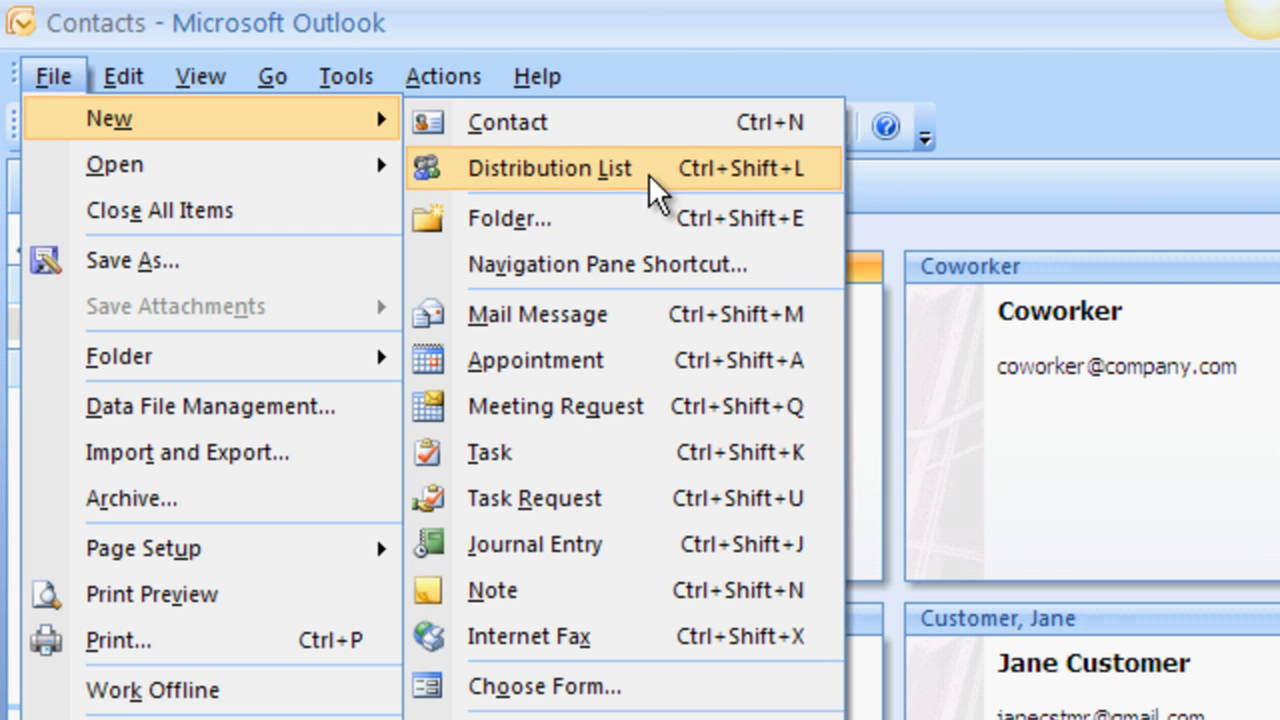 Contacts - Microsoft Outlook
File Edit View Go Tools Actions Help
New
Open
Close All Items
Save As...
Save Attachments
Folder
Data File Management...
Import and Export...
Archive...
Page Setup
Print Preview
Print... Ctrl+P
Work Offline
Contact Ctrl+N
Distribution List Ctrl+Shift+L
Folder... Ctrl+Shift+E
Navigation Pane Shortcut...
Mail Message Ctrl+Shift+M
Appointment Ctrl+Shift+A
Meeting Request Ctrl+Shift+Q
Task Ctrl+Shift+K
Task Request Ctrl+Shift+U
Journal Entry Ctrl+Shift+J
Note Ctrl+Shift+N
Internet Fax Ctrl+Shift+X
Choose Form...
Coworker
Coworker
coworker@company.com
Customer, Jane
Jane Customer
janecstmr@gmail.com